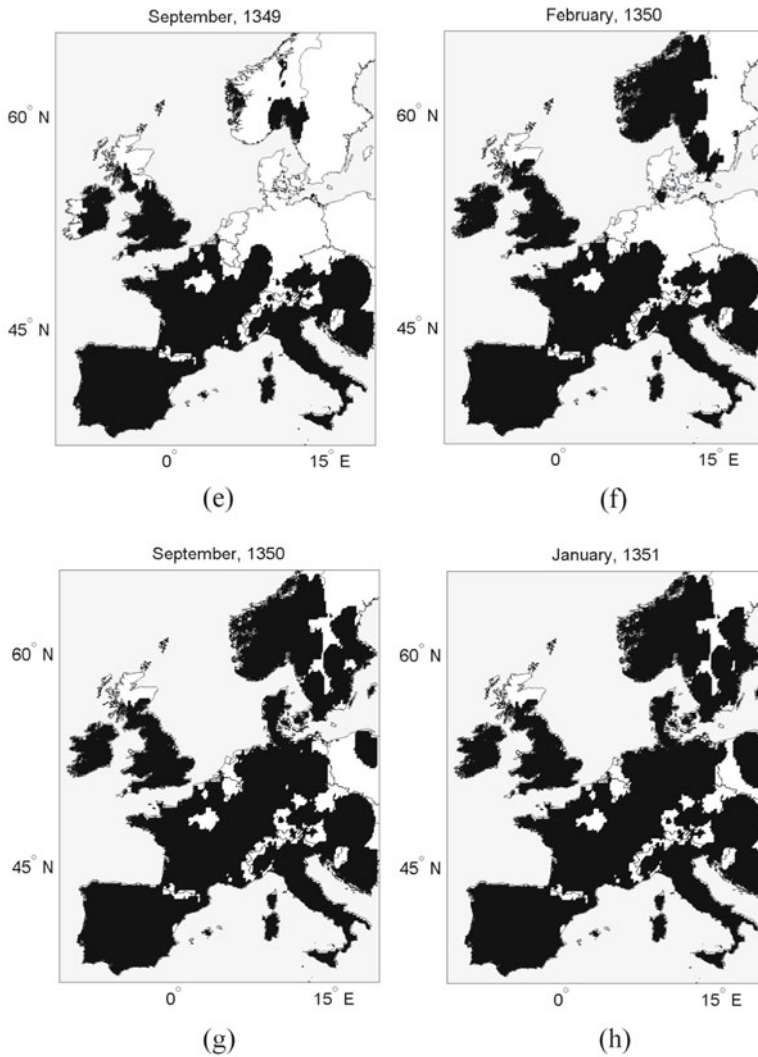 September, 1349
February, 1350
60° N
60° N
45° N
45° N
0°
15° E
0°
15° E
(e)
(f)
September, 1350
January, 1351
60° N
60° N
45° N
45° N
0°
15° E
0°
15° E
(g)
(h)